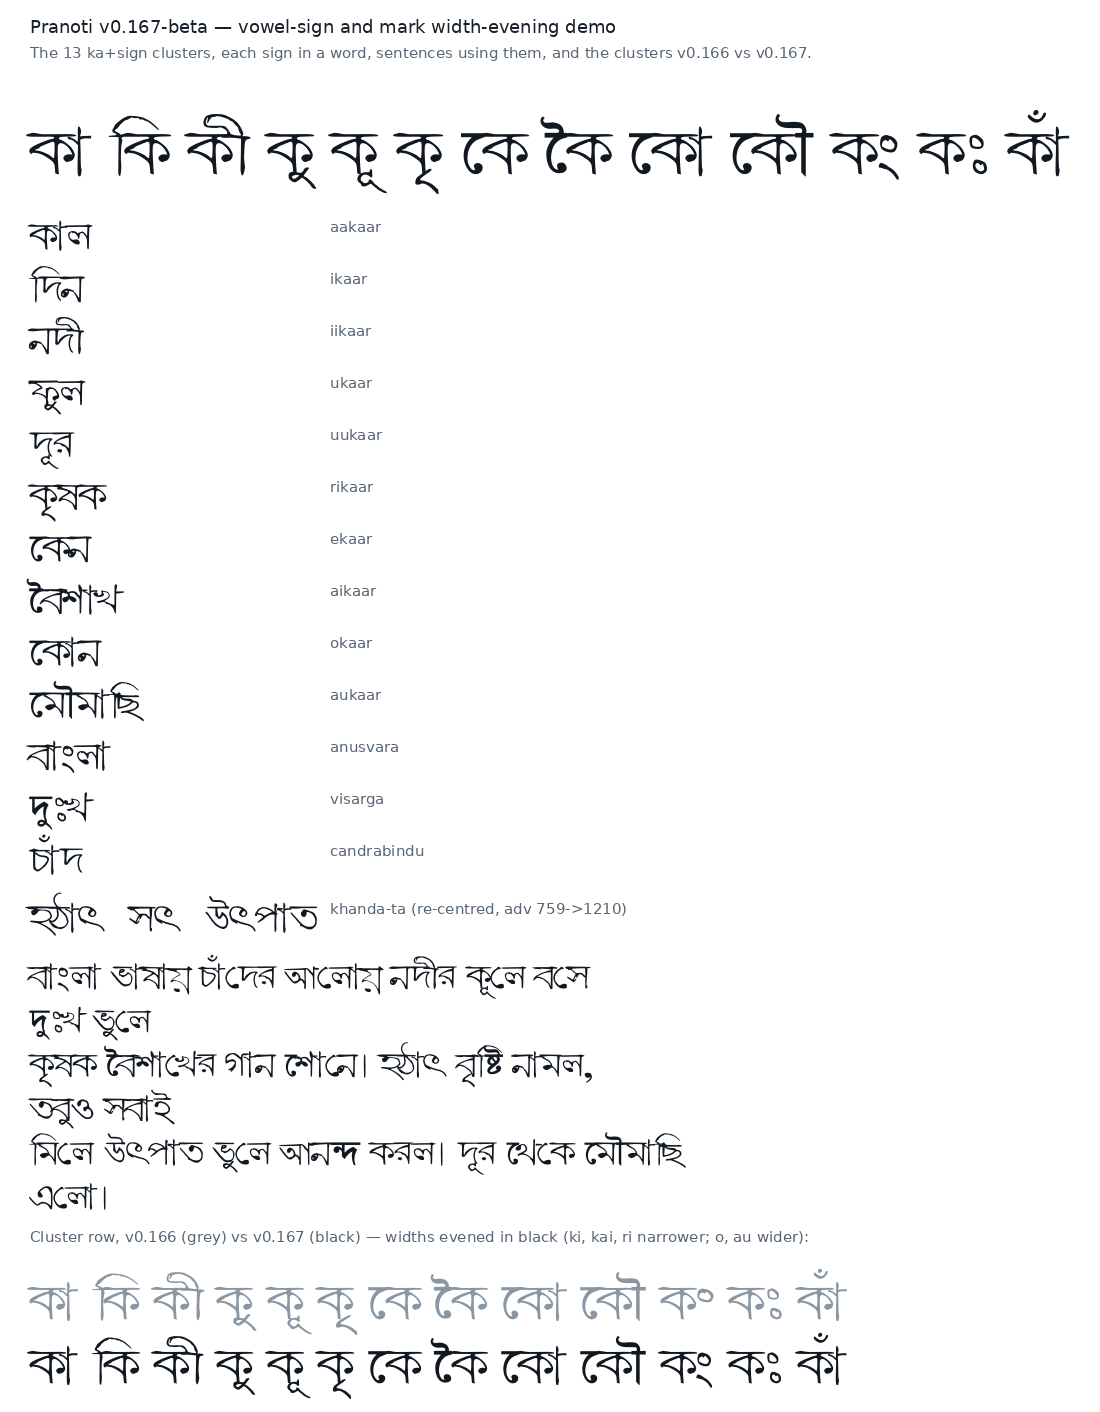 Pranoti v0.167-beta — vowel-sign and mark width-evening demo
The 13 ka+sign clusters, each sign in a word, sentences using them, and the clusters v0.166 vs v0.167.
কা কি কী কু কূ কৃ কে কৈ কো কৌ কং কঃ কাঁ
কাল aakaar
দিন ikaar
নদী iikaar
ফুল ukaar
দূর uukaar
কৃষক rikaar
কেন ekaar
বৈশাখ aikaar
কোন okaar
মৌমাছি aukaar
বাংলা anusvara
দুঃখ visarga
চাঁদ candrabindu
হঠাৎ সৎ উৎপাত khanda-ta (re-centred, adv 759->1210)
বাংলা ভাষায় চাঁদের আলোয় নদীর কূলে বসে
দুঃখ ভুলে
কৃষক বৈশাখের গান শোনে। হঠাৎ বৃষ্টি নামল,
তবুও সবাই
মিলে উৎপাত ভুলে আনন্দ করল। দূর থেকে মৌমাছি
এলো।
Cluster row, v0.166 (grey) vs v0.167 (black) — widths evened in black (ki, kai, ri narrower; o, au wider):
কা কি কী কু কূ কৃ কে কৈ কো কৌ কং কঃ কাঁ
কা কি কী কু কূ কৃ কে কৈ কো কৌ কং কঃ কাঁ